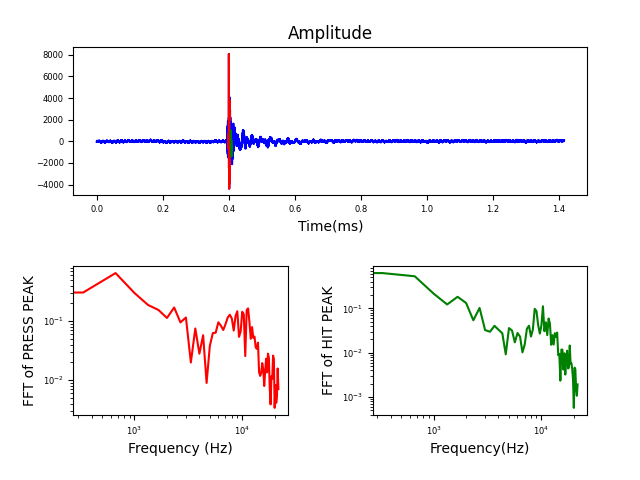 Amplitude
8000
6000
4000
2000
0
−2000
−4000
0.0 0.2 0.4 0.6 0.8 1.0 1.2 1.4
Time(ms)
FFT of PRESS PEAK
10⁻¹
10⁻²
10³ 10⁴
Frequency (Hz)
FFT of HIT PEAK
10⁻¹
10⁻²
10⁻³
10³ 10⁴
Frequency(Hz)